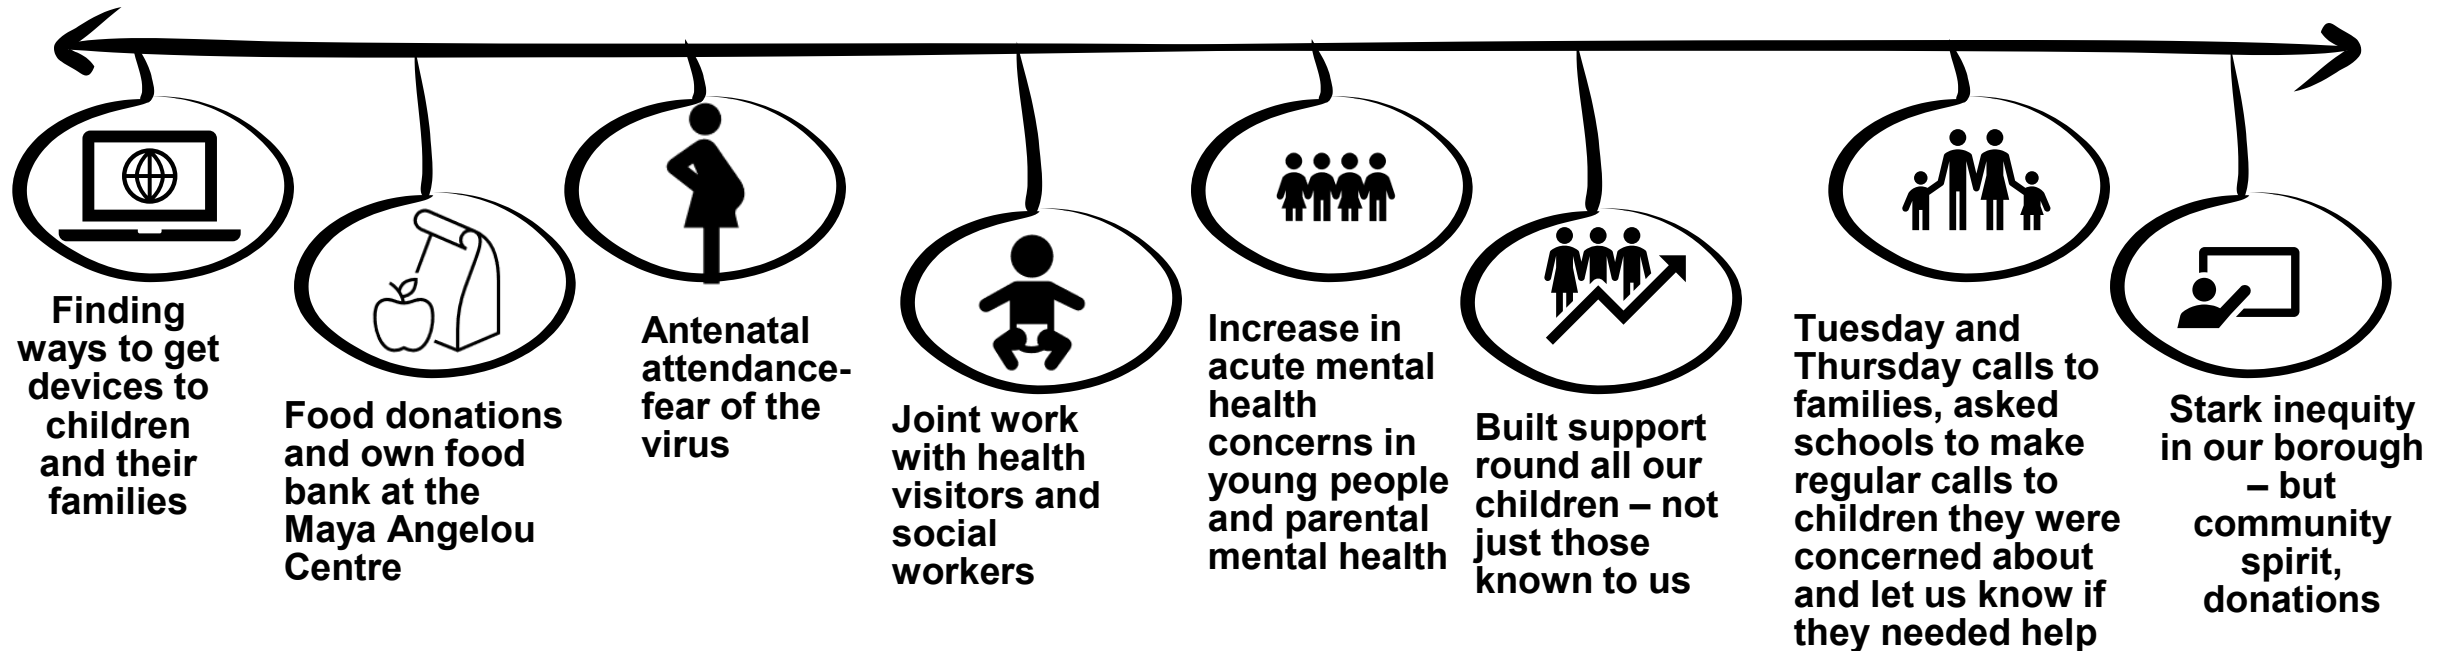 Finding
ways to get
devices to
children
and their
families
Food donations
and own food
bank at the
Maya Angelou
Centre
Antenatal
attendance-
fear of the
virus
Joint work
with health
visitors and
social
workers
Increase in
acute mental
health
concerns in
young people
and parental
mental health
Built support
round all our
children – not
just those
known to us
Tuesday and
Thursday calls to
families, asked
schools to make
regular calls to
children they were
concerned about
and let us know if
they needed help
Stark inequity
in our borough
– but
community
spirit,
donations